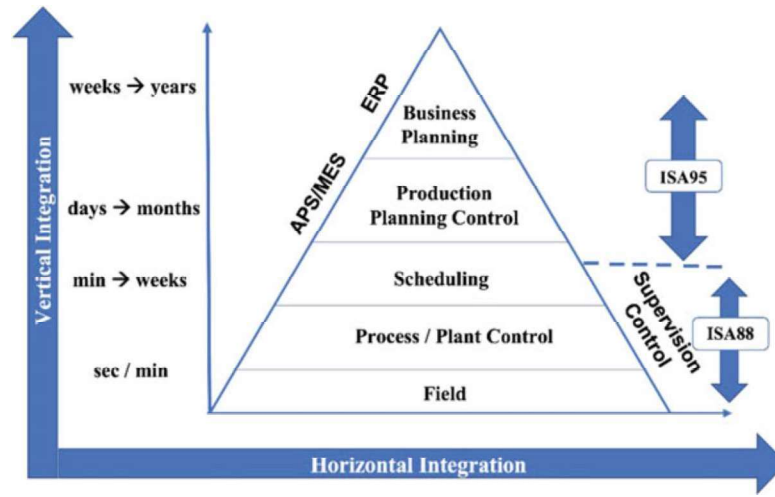 weeks → years
ERP
Business
Planning
ISA95
APS/MES
Production
Planning Control
days → months
Vertical Integration
min → weeks
Scheduling
Supervision
Control
Process / Plant Control
ISA88
sec / min
Field
Horizontal Integration